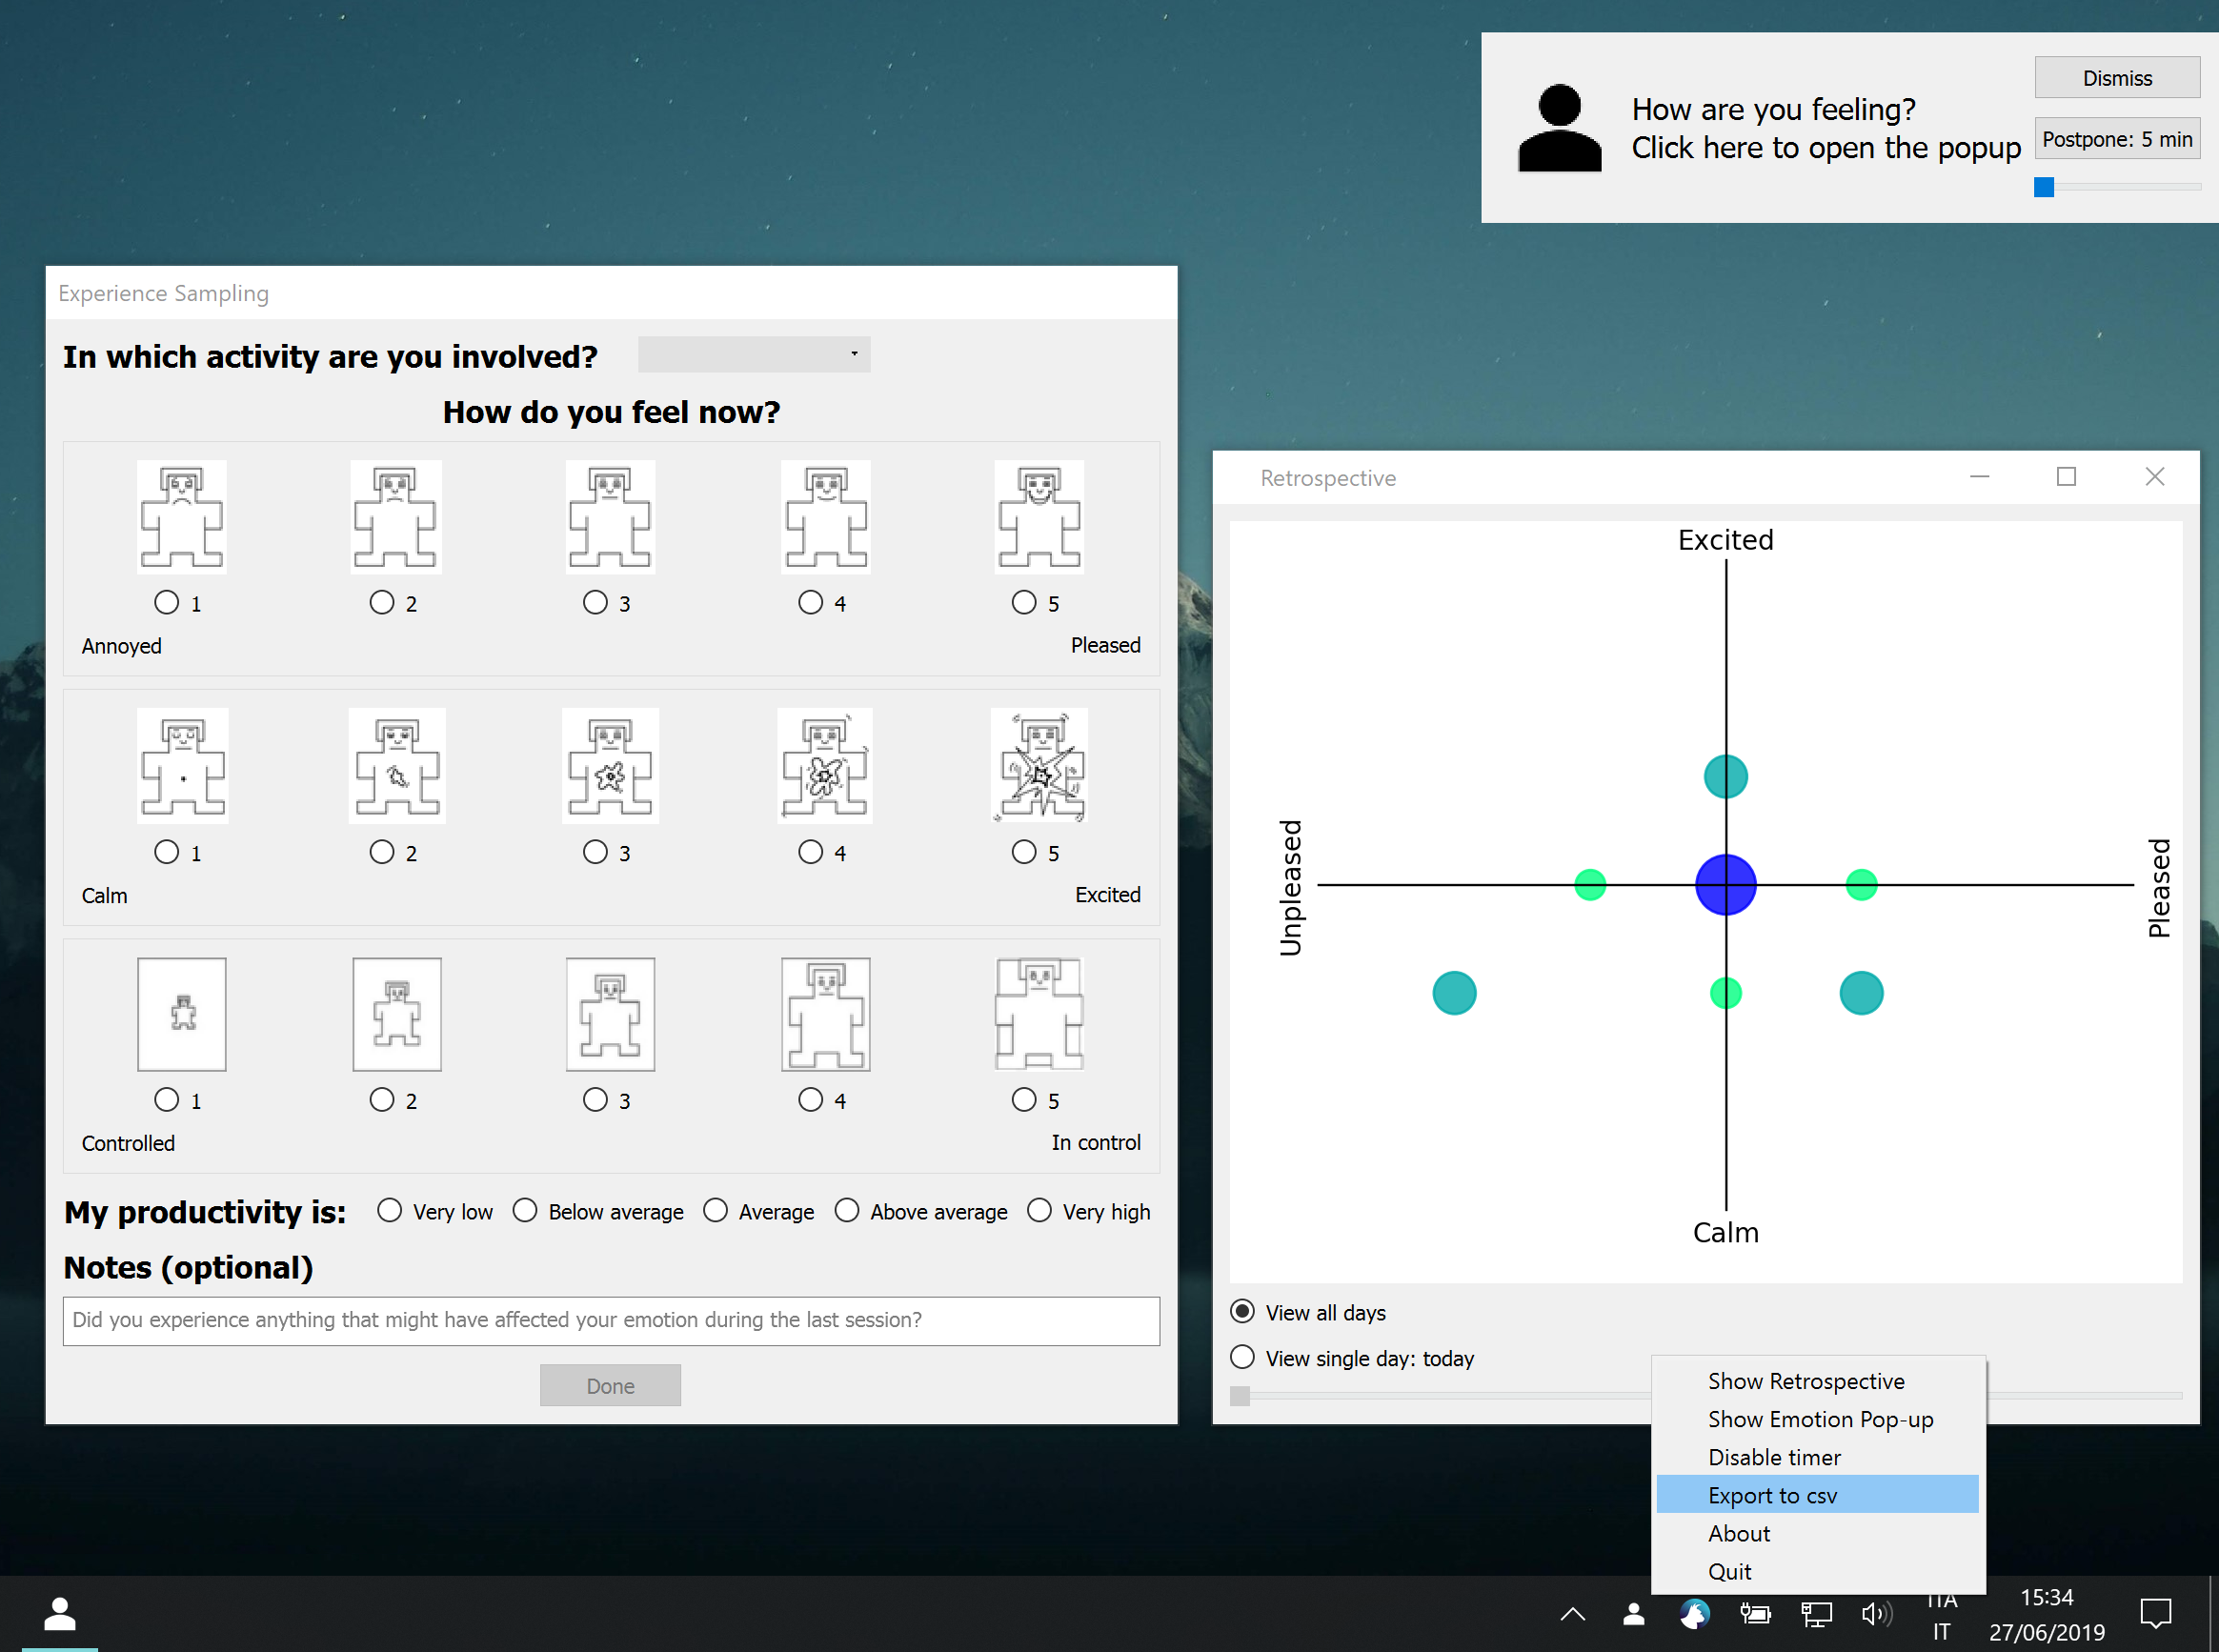 How are you feeling?
Click here to open the popup
Dismiss
Postpone: 5 min
Experience Sampling
In which activity are you involved?
How do you feel now?
1 2 3 4 5
Annoyed Pleased
1 2 3 4 5
Calm Excited
1 2 3 4 5
Controlled In control
My productivity is: Very low Below average Average Above average Very high
Notes (optional)
Did you experience anything that might have affected your emotion during the last session?
Done
Retrospective
Excited
Unpleased
Pleased
Calm
View all days
View single day: today
Show Retrospective
Show Emotion Pop-up
Disable timer
Export to csv
About
Quit
ITA
IT
15:34
27/06/2019